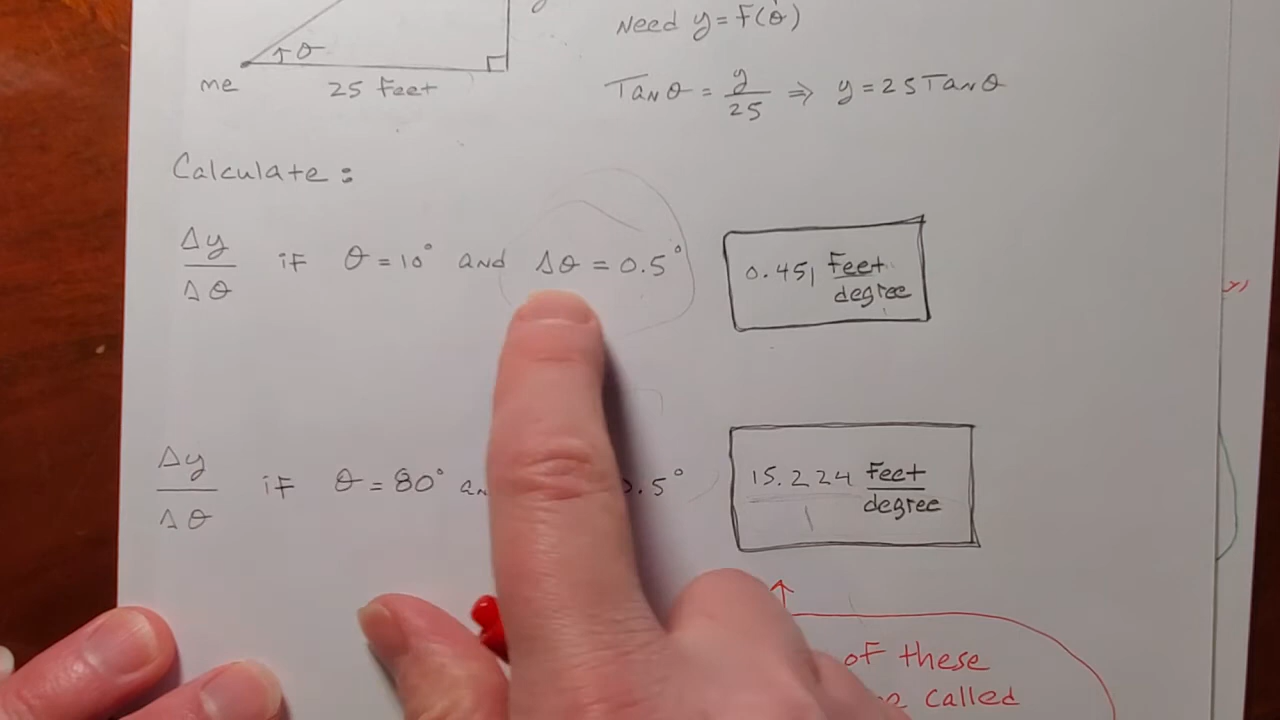 Need y = F(θ)
θ
me
25 Feet
Tan θ = y/25 ⇒ y = 25 Tan θ
Calculate:
Δy/Δθ if θ = 10° and Δθ = 0.5°
0.451 Feet/degree
Δy/Δθ if θ = 80° 0.5°
15.224 Feet/degree
of these
called